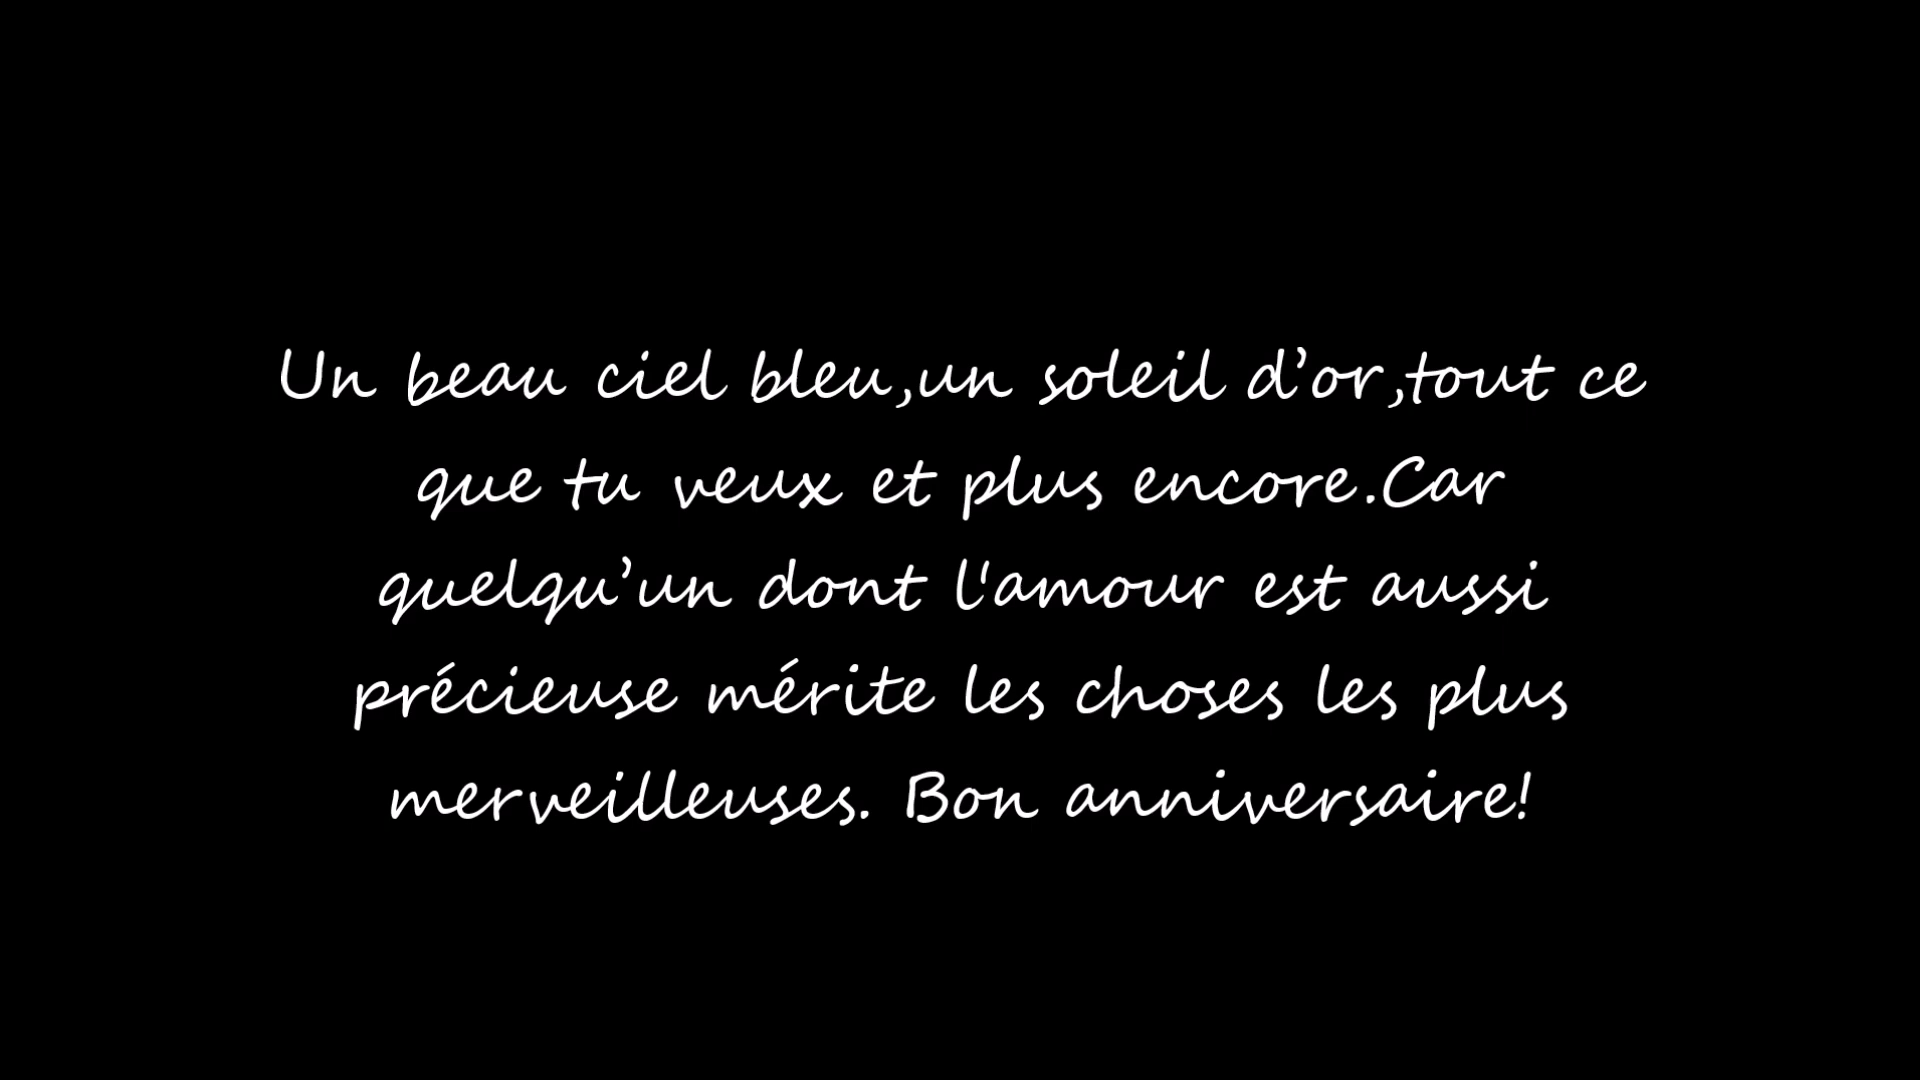 Un beau ciel bleu,un soleil d’or,tout ce
que tu veux et plus encore.Car
quelqu’un dont l'amour est aussi
précieuse mérite les choses les plus
merveilleuses. Bon anniversaire!